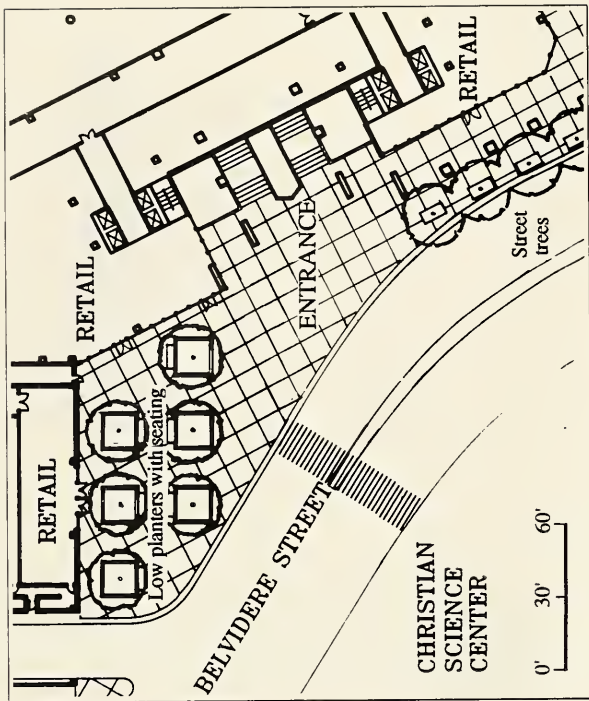 RETAIL
RETAIL
RETAIL
ENTRANCE
Low planters with seating
Street
trees
BELVIDERE STREET
CHRISTIAN
SCIENCE
CENTER
0' 30' 60'